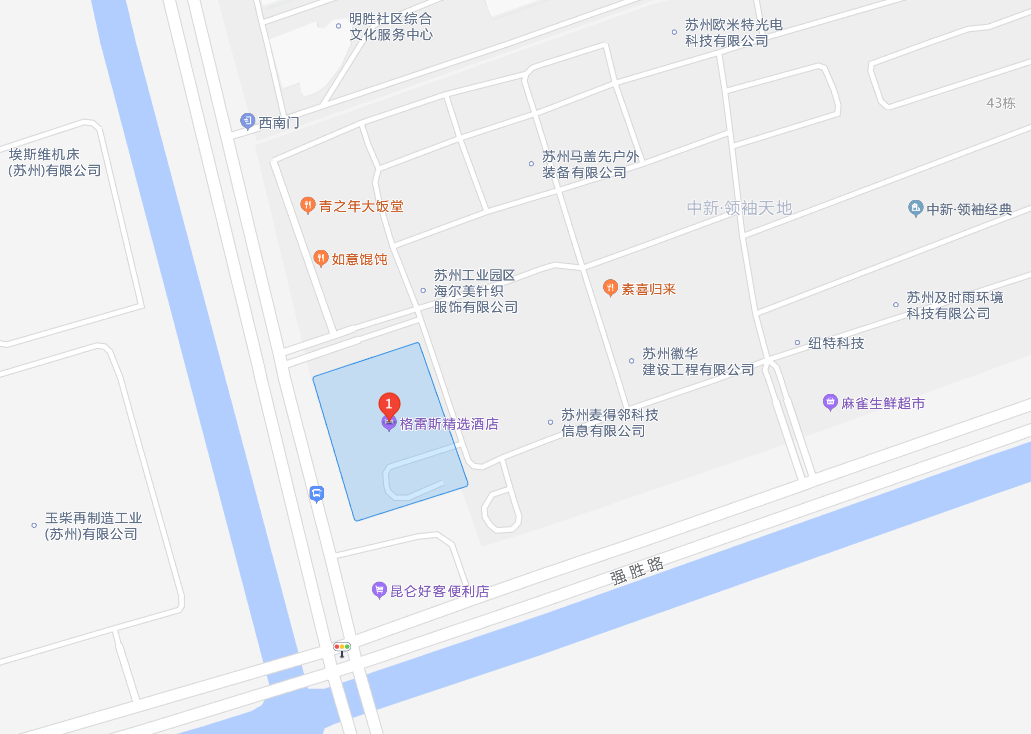 明胜社区综合
文化服务中心
苏州欧米特光电
科技有限公司
43栋
西南门
埃斯维机床
(苏州)有限公司
苏州马盖先户外
装备有限公司
青之年大饭堂
中新·领袖天地
中新·领袖经典
如意馄饨
苏州工业园区
海尔美针织
服饰有限公司
素喜归来
苏州及时雨环境
科技有限公司
纽特科技
苏州徽华
建设工程有限公司
1
格雷斯精选酒店
苏州麦得邻科技
信息有限公司
麻雀生鲜超市
玉柴再制造工业
(苏州)有限公司
强胜路
昆仑好客便利店